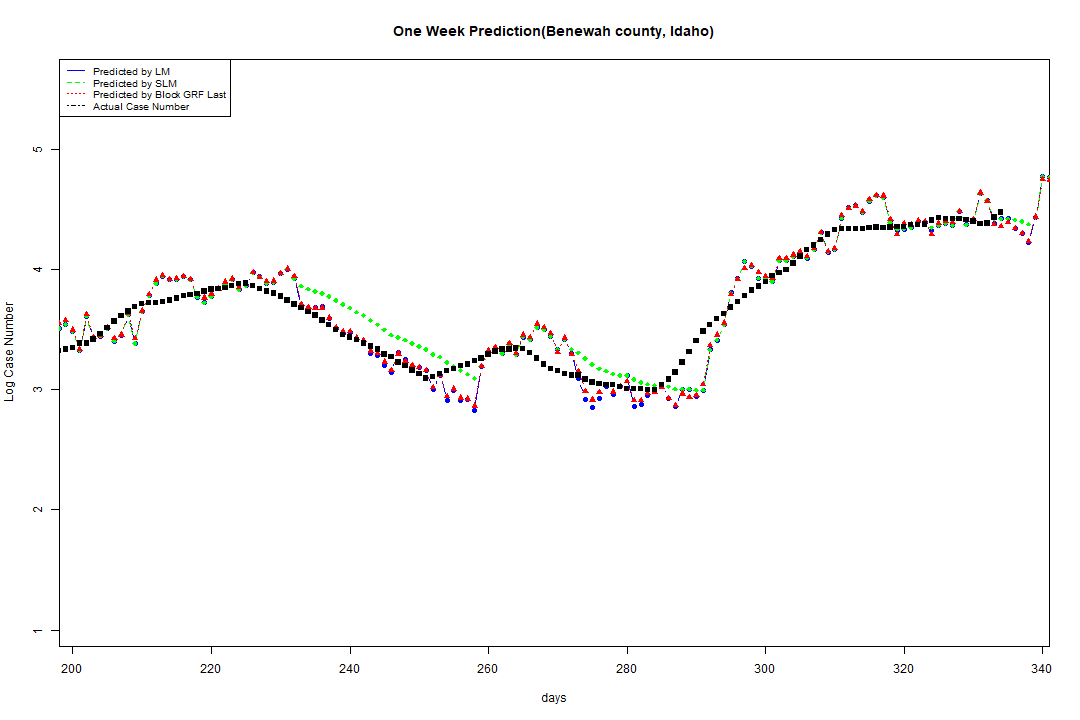 One Week Prediction(Benewah county, Idaho)
Predicted by LM
Predicted by SLM
Predicted by Block GRF Last
Actual Case Number
5
4
3
2
1
Log Case Number
200 220 240 260 280 300 320 340
days